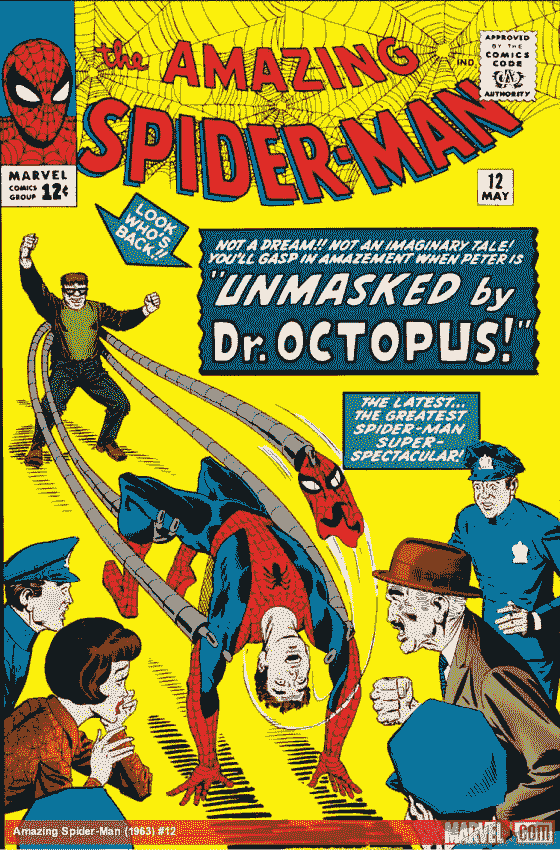 the AMAZING
SPIDER-MAN
IND.
APPROVED
BY THE
COMICS
CODE
CA
AUTHORITY
MARVEL
COMICS
GROUP 12¢
12
MAY
LOOK
WHO'S
BACK!!
NOT A DREAM!! NOT AN IMAGINARY TALE!
YOU'LL GASP IN AMAZEMENT WHEN PETER IS
"UNMASKED by
Dr. OCTOPUS!"
THE LATEST...
THE GREATEST
SPIDER-MAN
SUPER-
SPECTACULAR!
Amazing Spider-Man (1963) #12
MARVEL.com